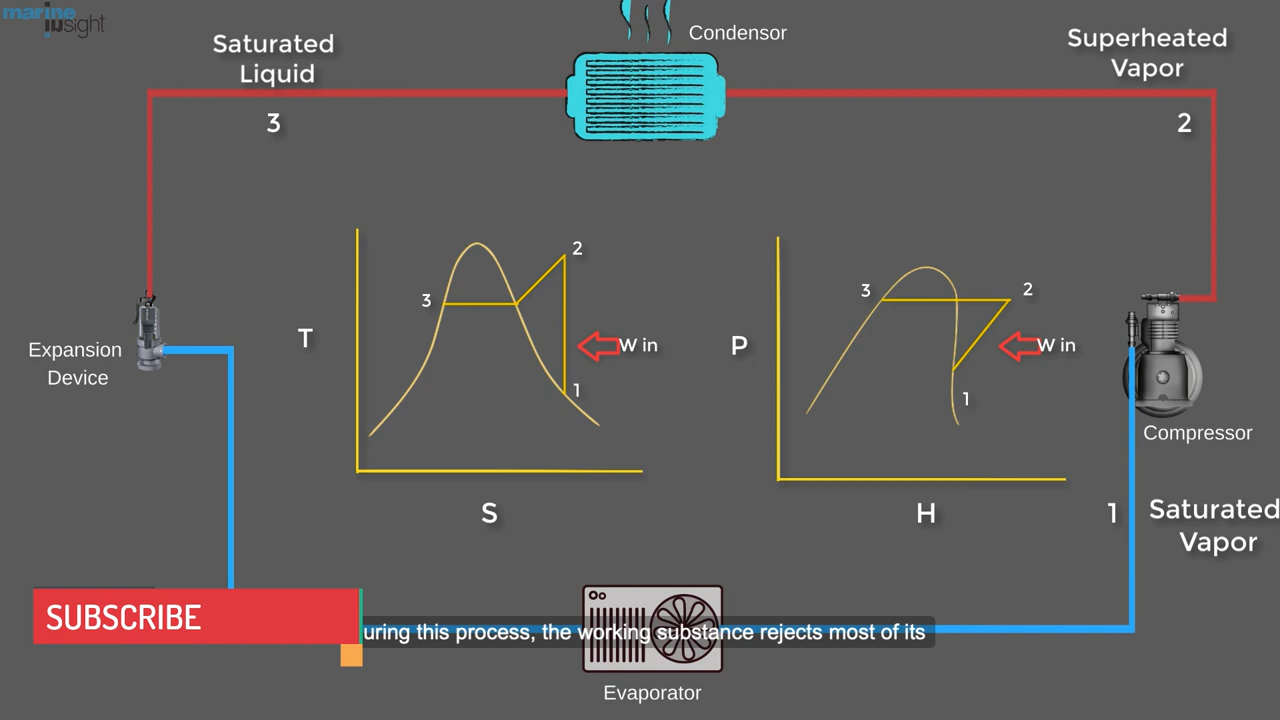 marine
insight
Condensor
Saturated
Liquid
3
Superheated
Vapor
2
2
3
T
W in
1
S
3
2
P
W in
1
H
Expansion
Device
Compressor
1
Saturated
Vapor
SUBSCRIBE
uring this process, the working substance rejects most of its
Evaporator